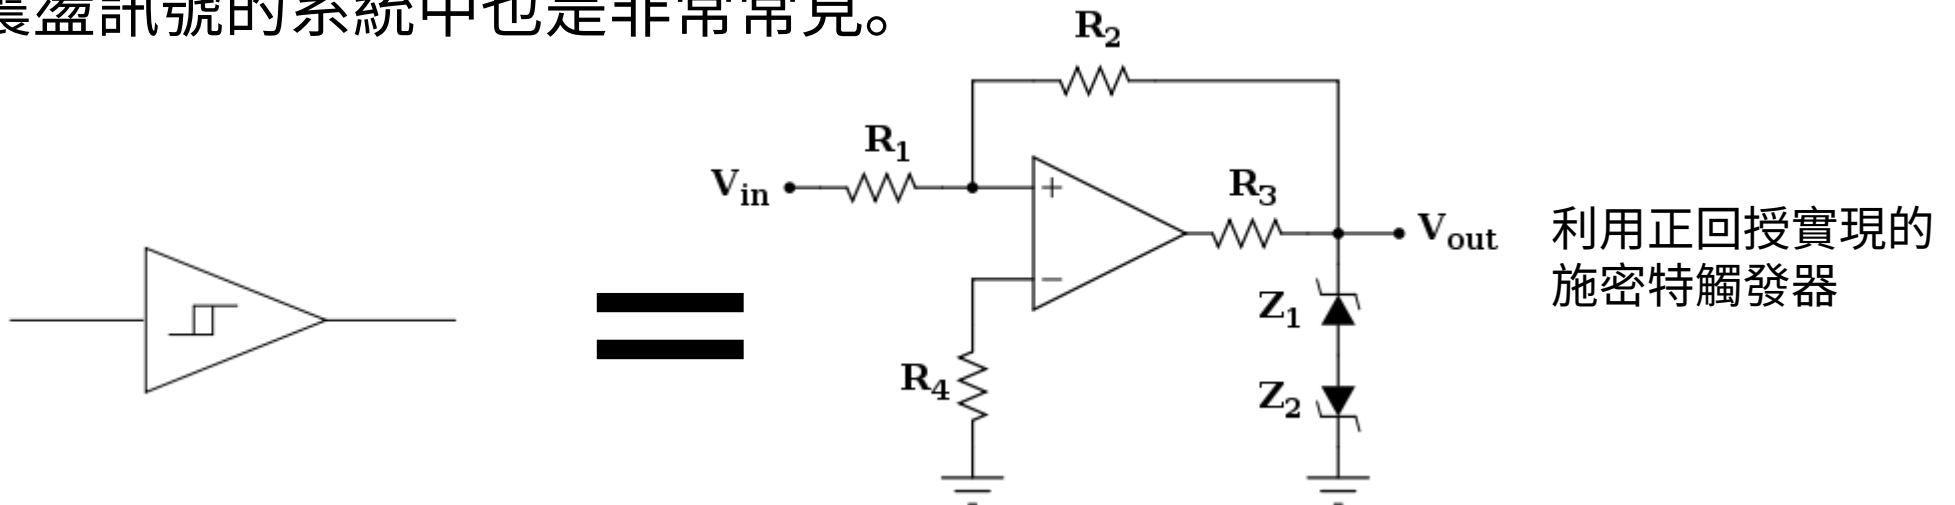 震盪訊號的系統中也是非常常見。
R2
R1
Vin
+
R3
Vout
利用正回授實現的
施密特觸發器
−
Z1
R4
Z2